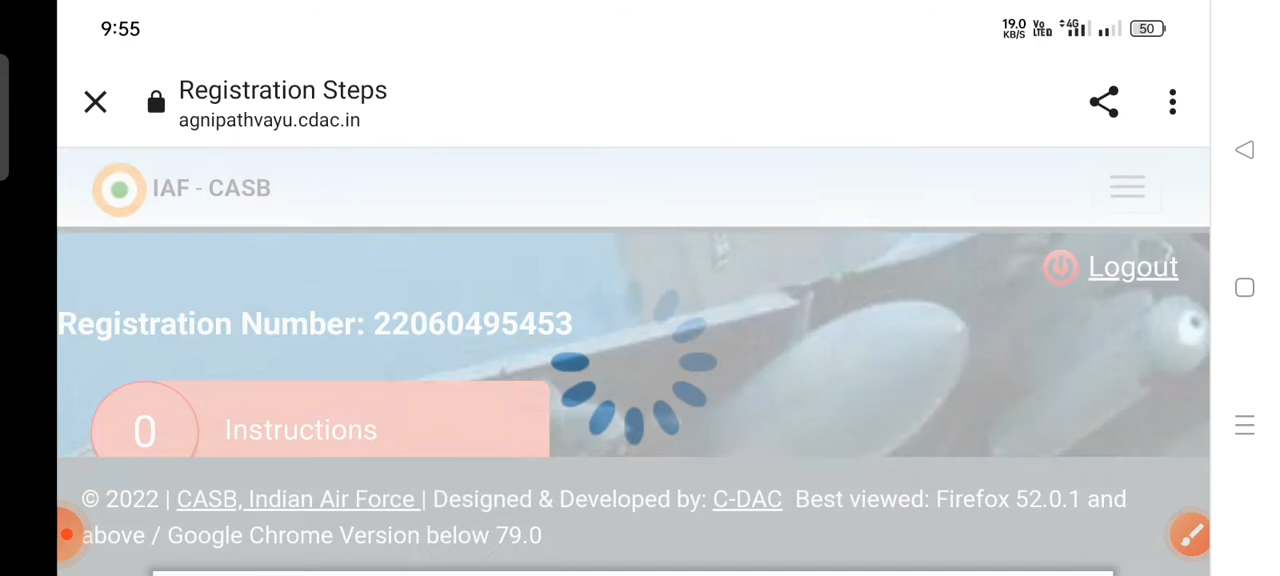 9:55
19.0 KB/S Vo LTE 4G 50
Registration Steps
agnipathvayu.cdac.in
IAF - CASB
Logout
Registration Number: 22060495453
0 Instructions
© 2022 | CASB, Indian Air Force | Designed & Developed by: C-DAC Best viewed: Firefox 52.0.1 and
above / Google Chrome Version below 79.0